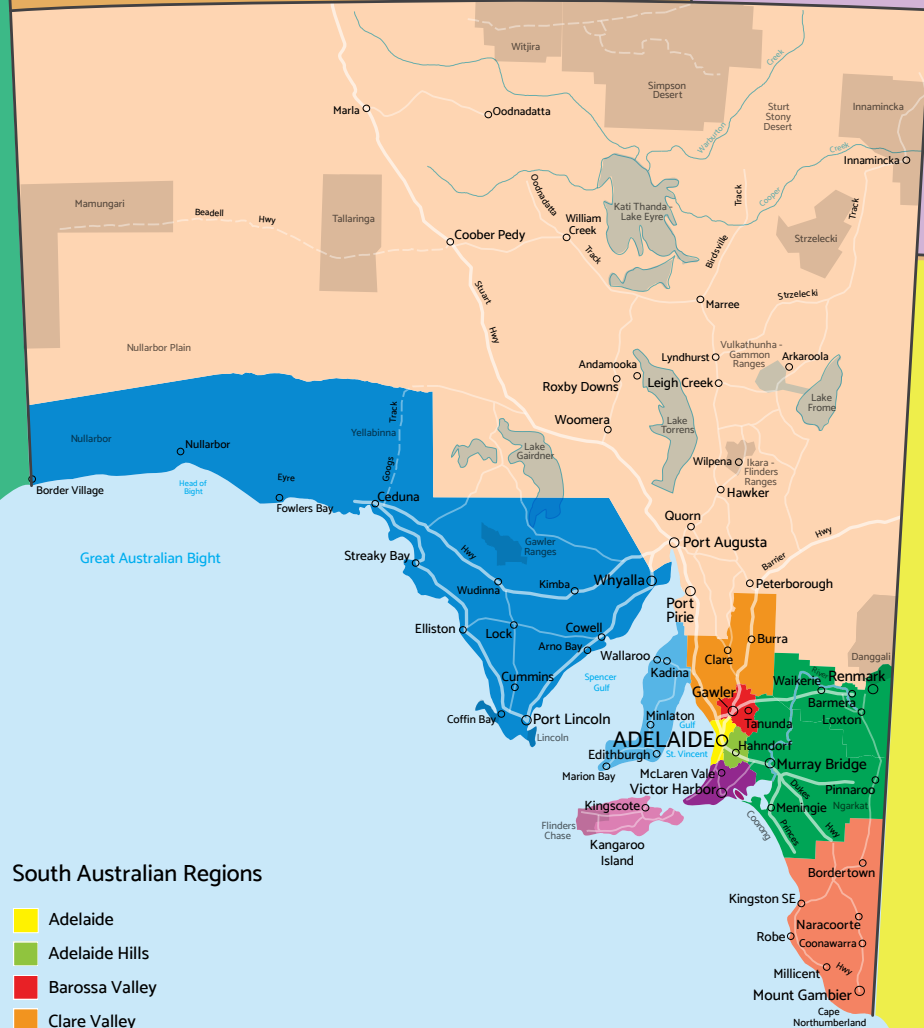 Witjira
Simpson
Desert
Creek
Marla
Oodnadatta
Sturt
Stony
Desert
Innamincka
Warburton
Creek
Innamincka
Mamungari
Beadell
Hwy
Tallaringa
Oodnadatta
Track
William
Creek
Kati Thanda -
Lake Eyre
Track
Cooper
Track
Coober Pedy
Birdsville
Strzelecki
Stuart
Hwy
Marree
Strzelecki
Nullarbor Plain
Andamooka
Roxby Downs
Lyndhurst
Leigh Creek
Vulkathunha -
Gammon
Ranges
Arkaroola
Lake
Frome
Woomera
Lake
Torrens
Track
Yellabinna
Googs
Nullarbor
Nullarbor
Lake
Gairdner
Wilpena
Ikara -
Flinders
Ranges
Hawker
Border Village
Head of
Bight
Eyre
Fowlers Bay
Ceduna
Quorn
Port Augusta
Barrier
Hwy
Great Australian Bight
Streaky Bay
Hwy
Gawler
Ranges
Wudinna
Kimba
Whyalla
Port
Pirie
Peterborough
Elliston
Lock
Cowell
Arno Bay
Wallaroo
Kadina
Clare
Burra
Danggali
Cummins
Spencer
Gulf
Gawler
Waikerie
River
Renmark
Barmera
Loxton
Coffin Bay
Port Lincoln
Lincoln
Minlaton
Gulf
St. Vincent
Tanunda
ADELAIDE
Hahndorf
Edithburgh
Marion Bay
McLaren Vale
Victor Harbor
Murray Bridge
Dukes
Pinnaroo
Ngarkat
Kingscote
Flinders
Chase
Kangaroo
Island
Meningie
Coorong
Princes
Hwy
Bordertown
Kingston SE
Naracoorte
Robe
Coonawarra
Millicent
Hwy
Mount Gambier
Cape
Northumberland
South Australian Regions
Adelaide
Adelaide Hills
Barossa Valley
Clare Valley